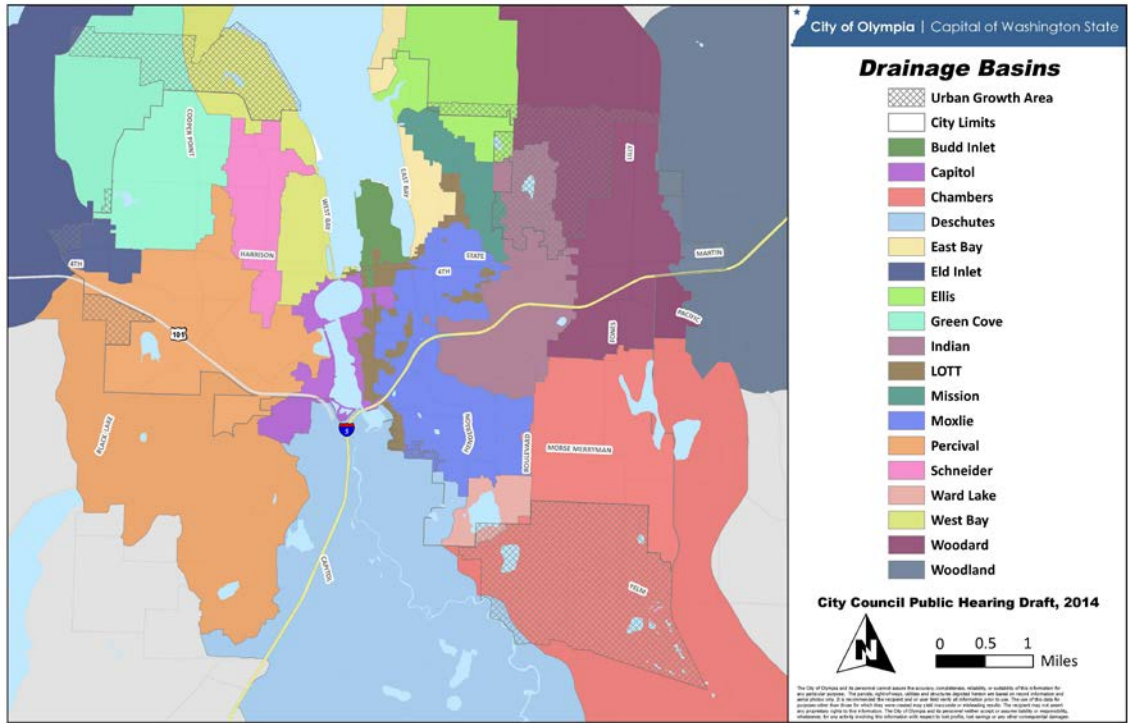 City of Olympia | Capital of Washington State
Drainage Basins
Urban Growth Area
City Limits
Budd Inlet
Capitol
Chambers
Deschutes
East Bay
Eld Inlet
Ellis
Green Cove
Indian
LOTT
Mission
Moxlie
Percival
Schneider
Ward Lake
West Bay
Woodard
Woodland
City Council Public Hearing Draft, 2014
N
0 0.5 1
Miles
COOPER POINT
WEST BAY
EAST BAY
HARRISON
4TH
STATE
4TH
MARTIN
PACIFIC
101
5
BLACK LAKE
HENDERSON
BOULEVARD
MORSE MERRYMAN
CAPITOL
YELM